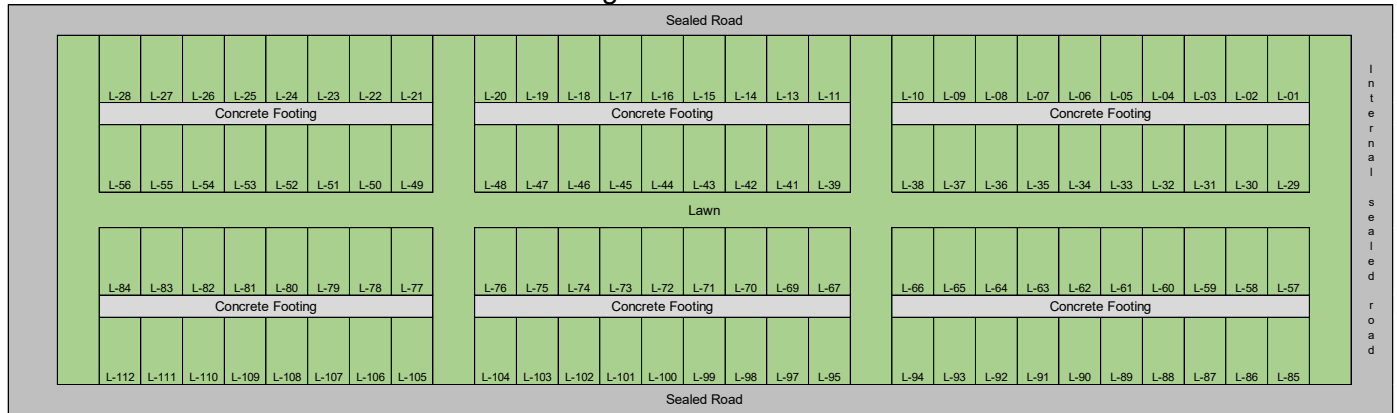 Sealed Road
L-28 L-27 L-26 L-25 L-24 L-23 L-22 L-21 L-20 L-19 L-18 L-17 L-16 L-15 L-14 L-13 L-11 L-10 L-09 L-08 L-07 L-06 L-05 L-04 L-03 L-02 L-01
Concrete Footing Concrete Footing Concrete Footing
L-56 L-55 L-54 L-53 L-52 L-51 L-50 L-49 L-48 L-47 L-46 L-45 L-44 L-43 L-42 L-41 L-39 L-38 L-37 L-36 L-35 L-34 L-33 L-32 L-31 L-30 L-29
Lawn
L-84 L-83 L-82 L-81 L-80 L-79 L-78 L-77 L-76 L-75 L-74 L-73 L-72 L-71 L-70 L-69 L-67 L-66 L-65 L-64 L-63 L-62 L-61 L-60 L-59 L-58 L-57
Concrete Footing Concrete Footing Concrete Footing
L-112 L-111 L-110 L-109 L-108 L-107 L-106 L-105 L-104 L-103 L-102 L-101 L-100 L-99 L-98 L-97 L-95 L-94 L-93 L-92 L-91 L-90 L-89 L-88 L-87 L-86 L-85
Sealed Road
Internal sealed road